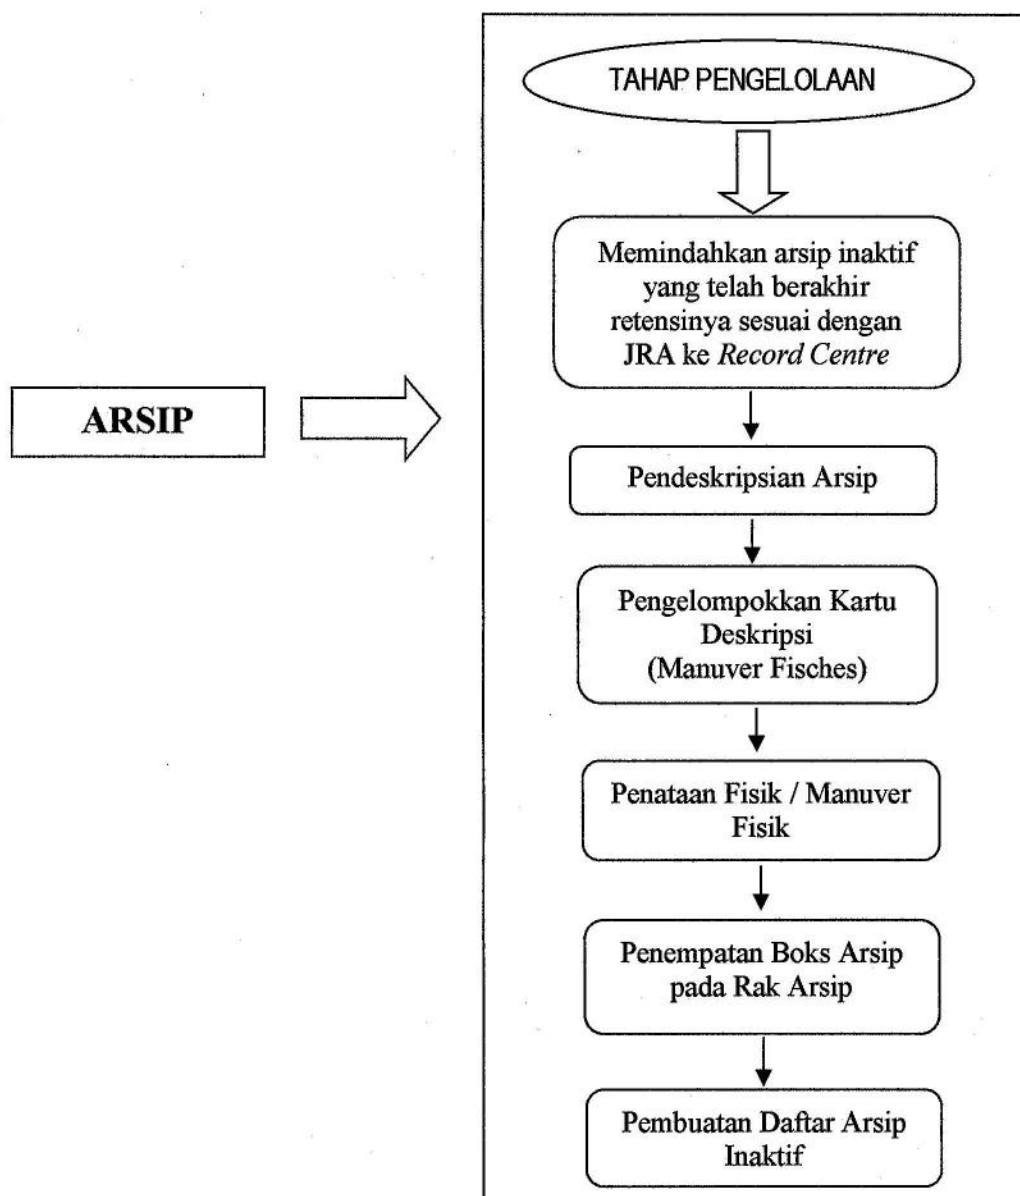 TAHAP PENGELOLAAN
Memindahkan arsip inaktif
yang telah berakhir
retensinya sesuai dengan
JRA ke Record Centre
ARSIP
Pendeskripsian Arsip
Pengelompokkan Kartu
Deskripsi
(Manuver Fisches)
Penataan Fisik / Manuver
Fisik
Penempatan Boks Arsip
pada Rak Arsip
Pembuatan Daftar Arsip
Inaktif